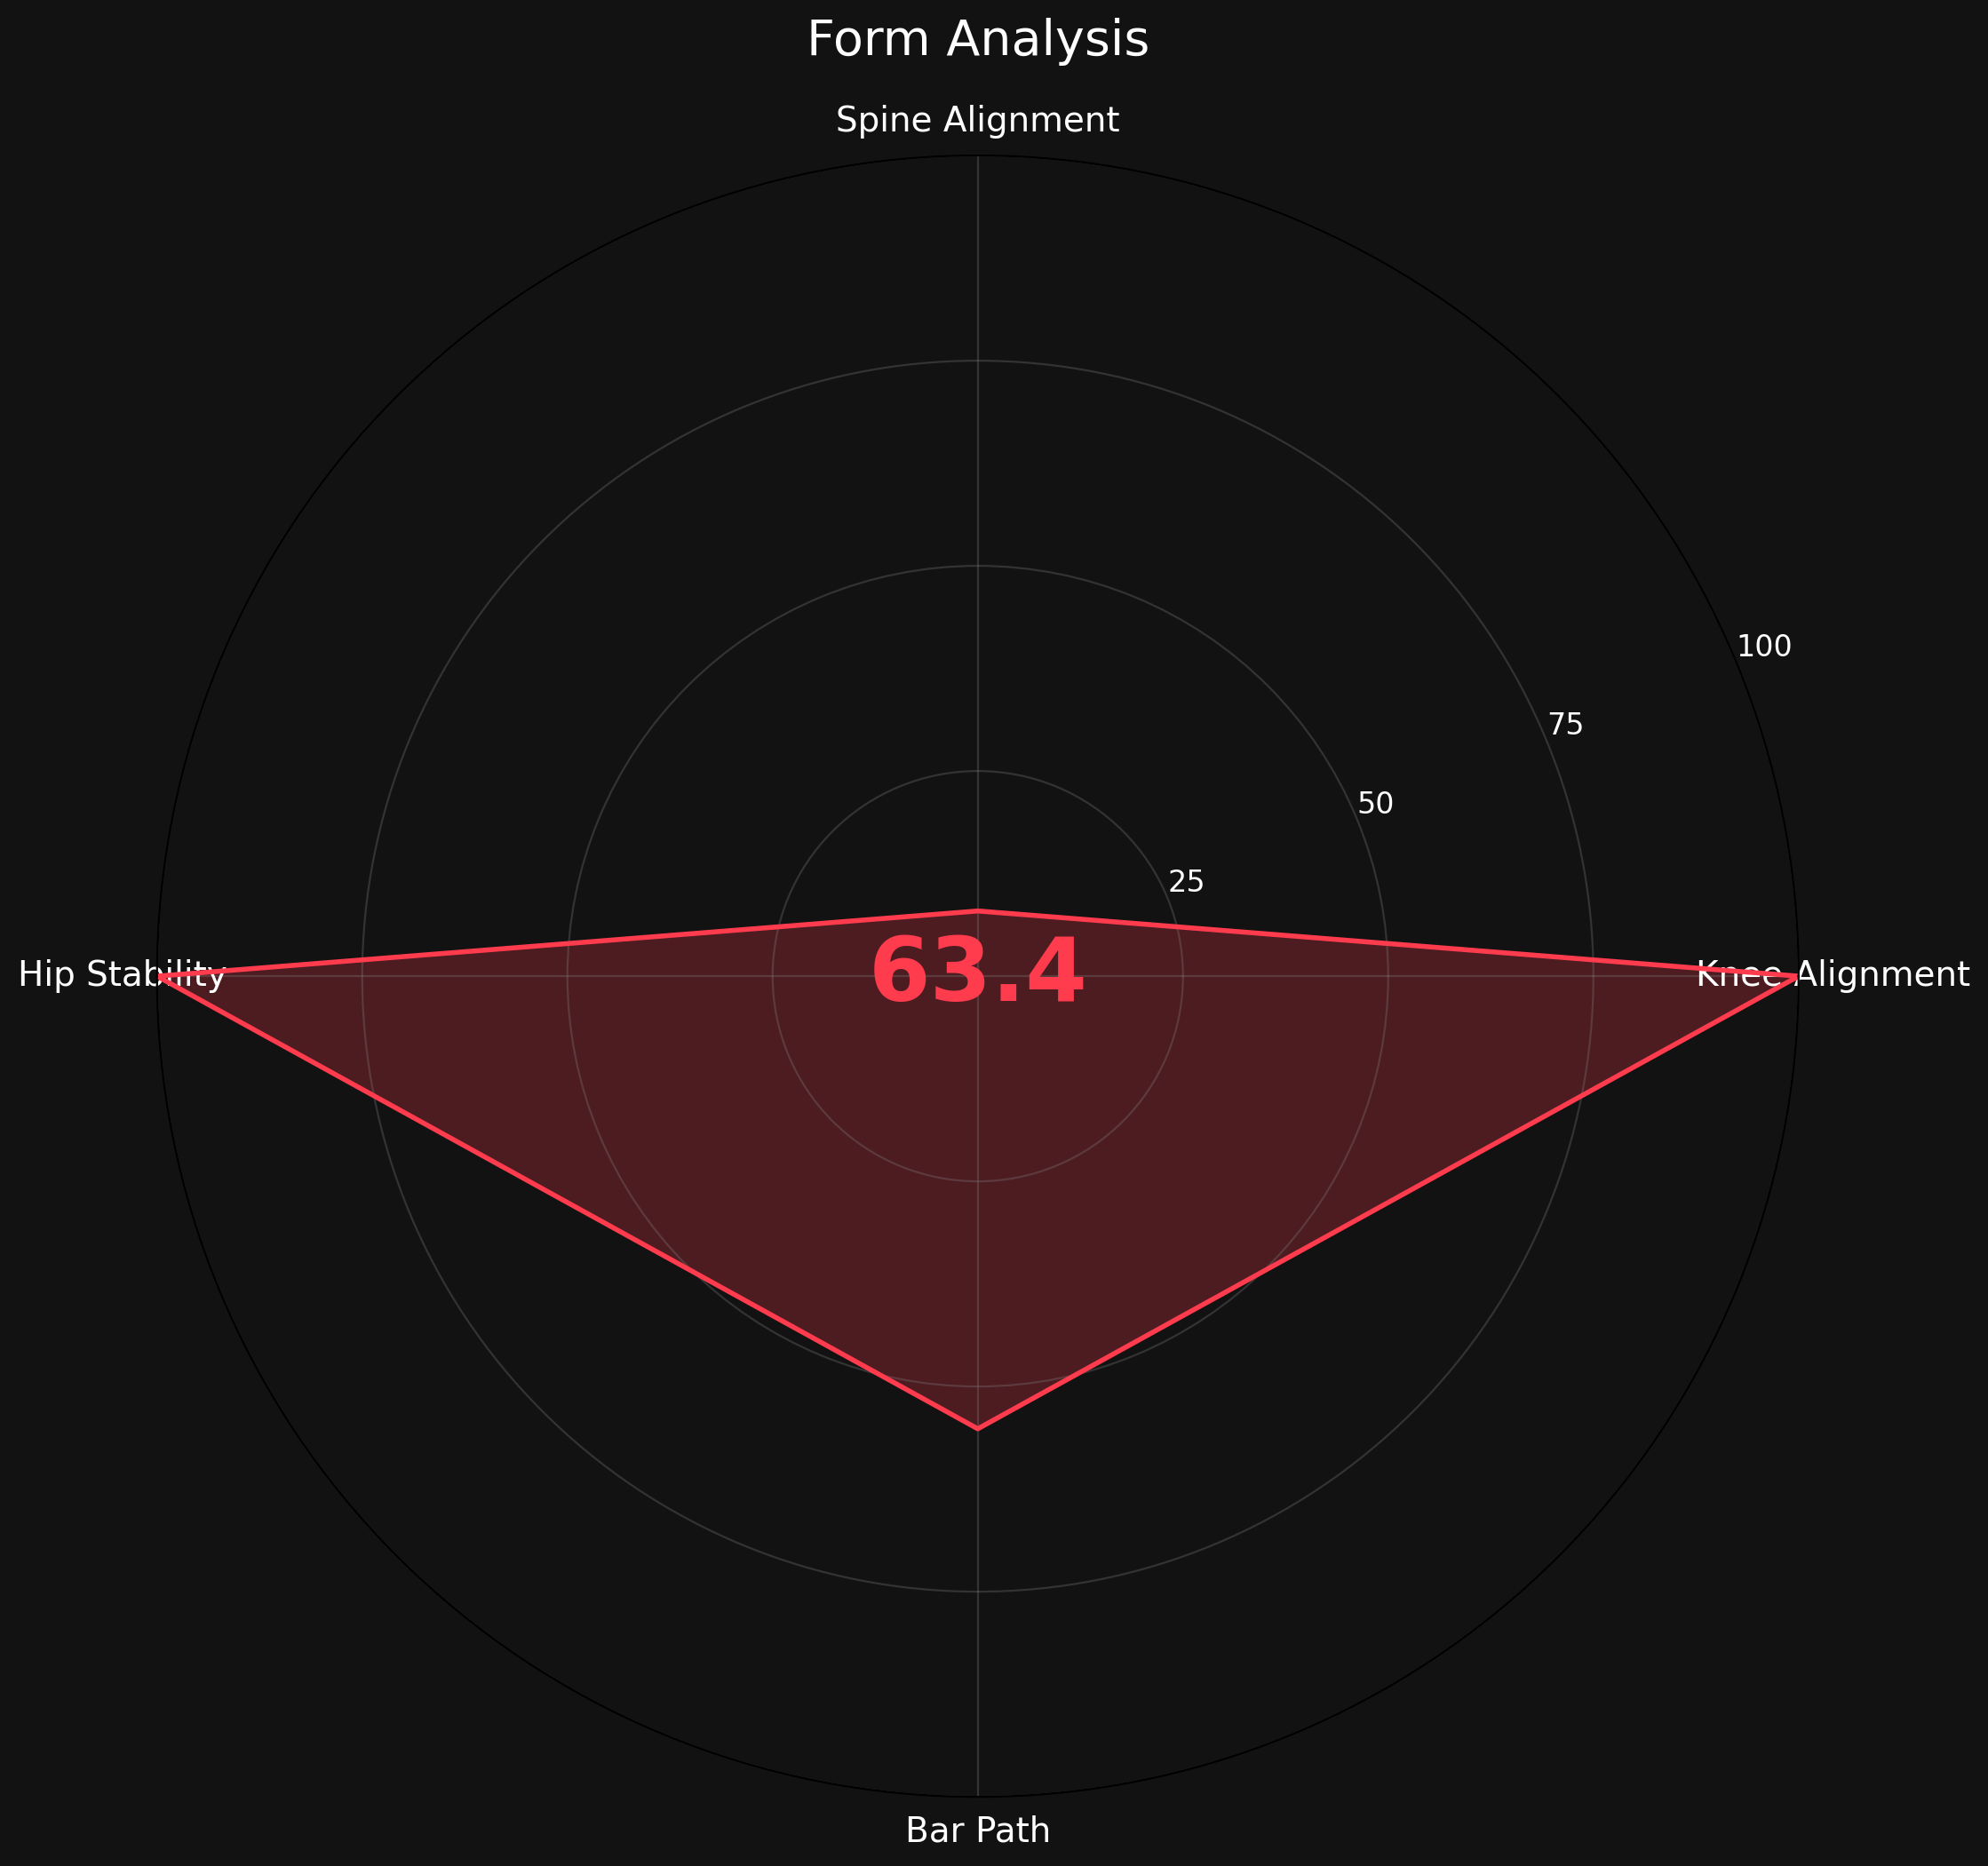 Form Analysis
Spine Alignment
100
75
50
25
63.4
Hip Stability
Knee Alignment
Bar Path